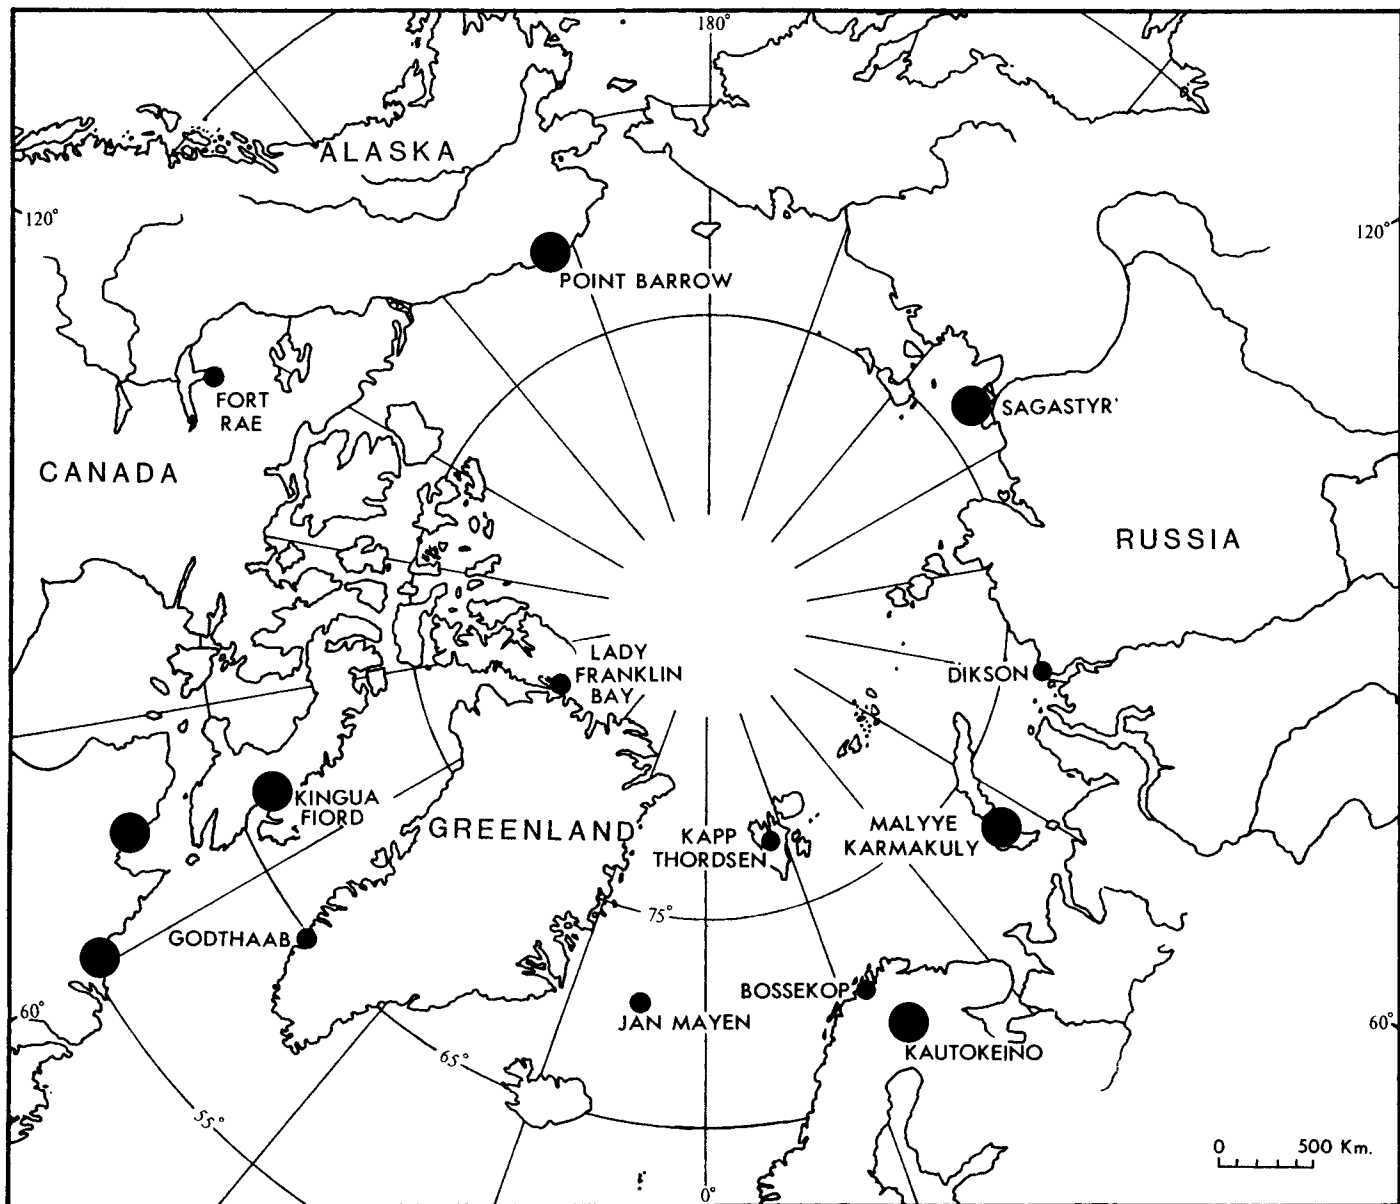 180°
ALASKA
120°
120°
POINT BARROW
FORT
RAE
SAGASTYR'
CANADA
RUSSIA
LADY
FRANKLIN
BAY
DIKSON
KINGUA
FIORD
GREENLAND
KAPP
THORDSEN
MALYYE
KARMAKULY
75°
GODTHAAB
BOSSEKOP
60°
JAN MAYEN
60°
KAUTOKEINO
65°
55°
0 500 Km.
0°